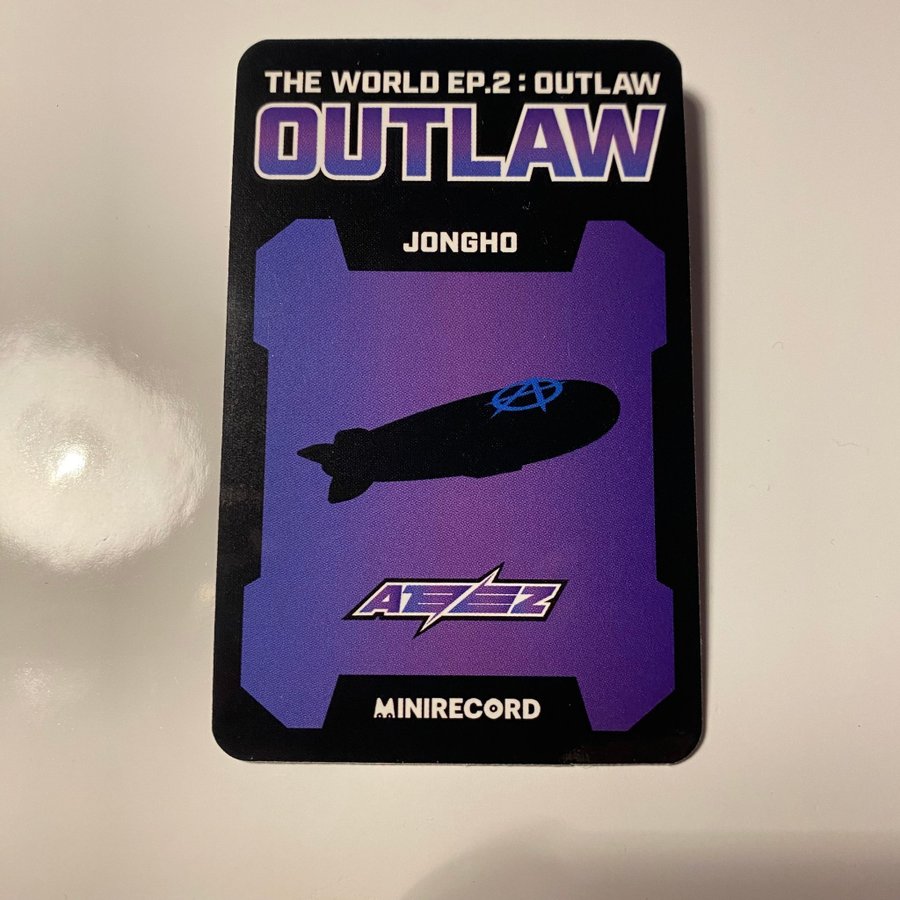 THE WORLD EP.2 : OUTLAW
OUTLAW
JONGHO
ATEEZ
MINIRECORD